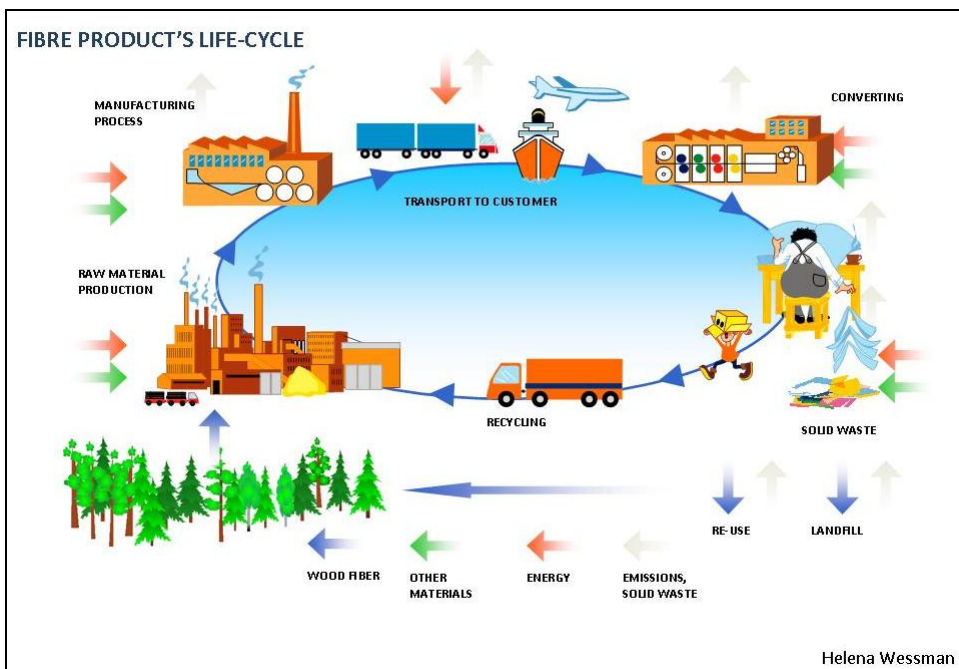 FIBRE PRODUCT'S LIFE-CYCLE
MANUFACTURING
PROCESS
CONVERTING
TRANSPORT TO CUSTOMER
RAW MATERIAL
PRODUCTION
RECYCLING
SOLID WASTE
RE-USE
LANDFILL
WOOD FIBER
OTHER
MATERIALS
ENERGY
EMISSIONS,
SOLID WASTE
Helena Wessman